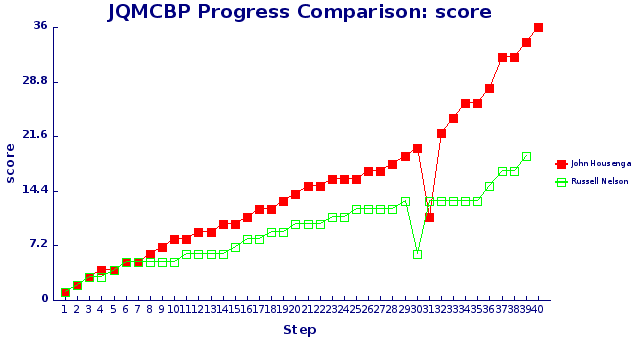 JQMCBP Progress Comparison: score
36
28.8
21.6
14.4
7.2
0
score
1 2 3 4 5 6 7 8 9 10 11 12 13 14 15 16 17 18 19 20 21 22 23 24 25 26 27 28 29 30 31 32 33 34 35 36 37 38 39 40
Step
John Housenga
Russell Nelson